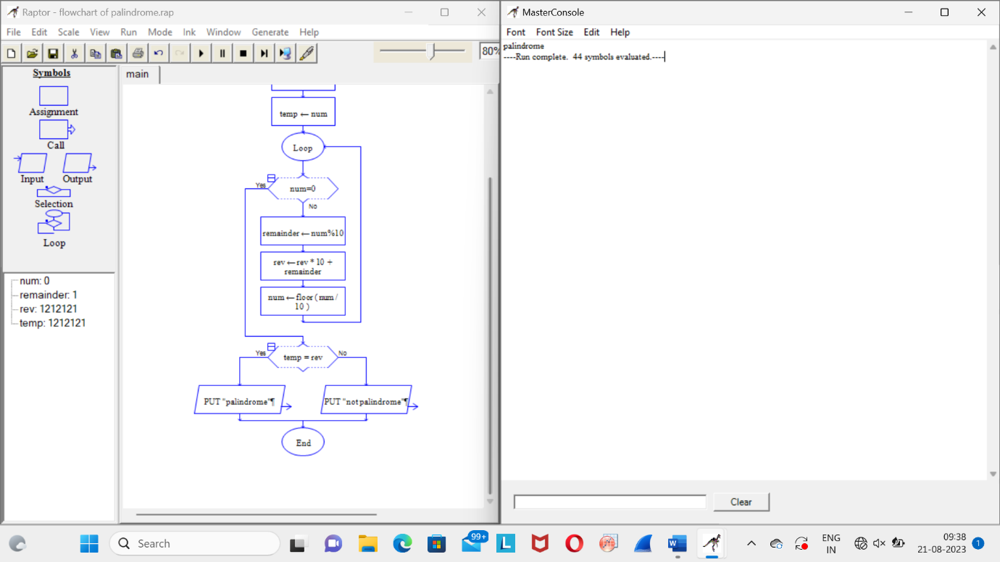 Raptor - flowchart of palindrome.rap
File Edit Scale View Run Mode Ink Window Generate Help
80%
Symbols
Assignment
Call
Input Output
Selection
Loop
num: 0
remainder: 1
rev: 1212121
temp: 1212121
main
temp ← num
Loop
num=0
Yes
No
remainder ← num%10
rev ← rev * 10 +
remainder
num ← floor ( num /
10 )
temp = rev
Yes
No
PUT "palindrome"¶
PUT "not palindrome"¶
End
MasterConsole
Font Font Size Edit Help
palindrome
----Run complete. 44 symbols evaluated.----
Clear
Search
99+
L
W
ENG
IN
09:38
21-08-2023
1